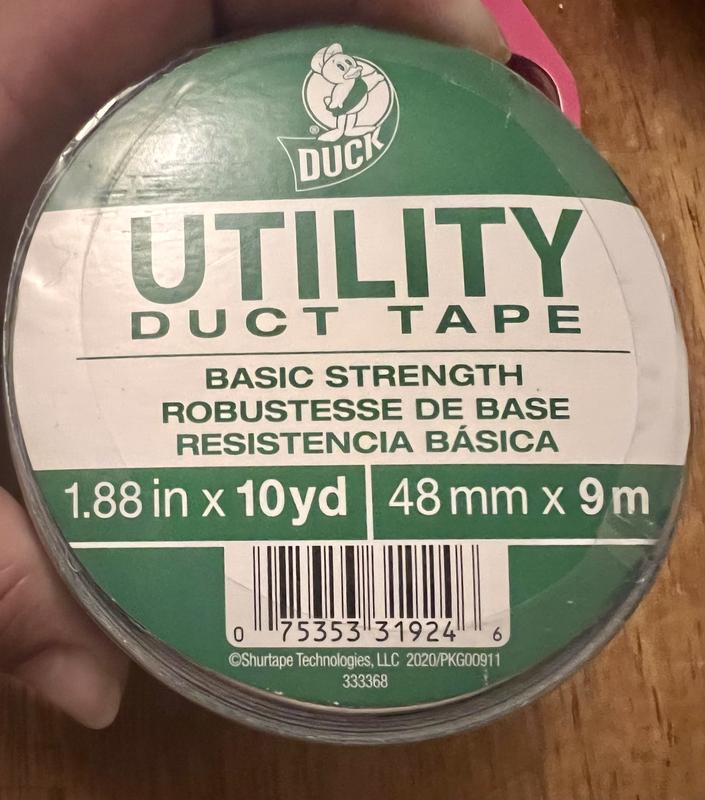 ®
DUCK
UTILITY
DUCT TAPE
BASIC STRENGTH
ROBUSTESSE DE BASE
RESISTENCIA BÁSICA
1.88 in x 10yd 48 mm x 9 m
0 75353 31924 6
©Shurtape Technologies, LLC 2020/PKG00911
333368